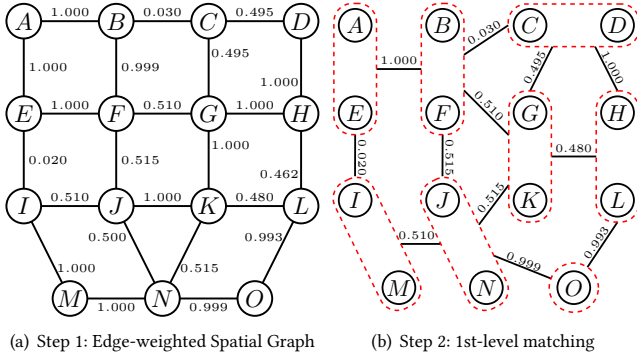 A 1.000 B 0.030 C 0.495 D
1.000 0.999 0.495 1.000
E 1.000 F 0.510 G 1.000 H
0.020 0.515 1.000 0.462
I 0.510 J 1.000 K 0.480 L
1.000 0.500 0.515 0.993
M 1.000 N 0.999 O
(a) Step 1: Edge-weighted Spatial Graph
A B 0.030 C D
1.000 0.495 1.000
E F 0.510 G H
0.020 0.515 0.480
I J 0.515 K L
0.510 0.999 0.993
M N O
(b) Step 2: 1st-level matching